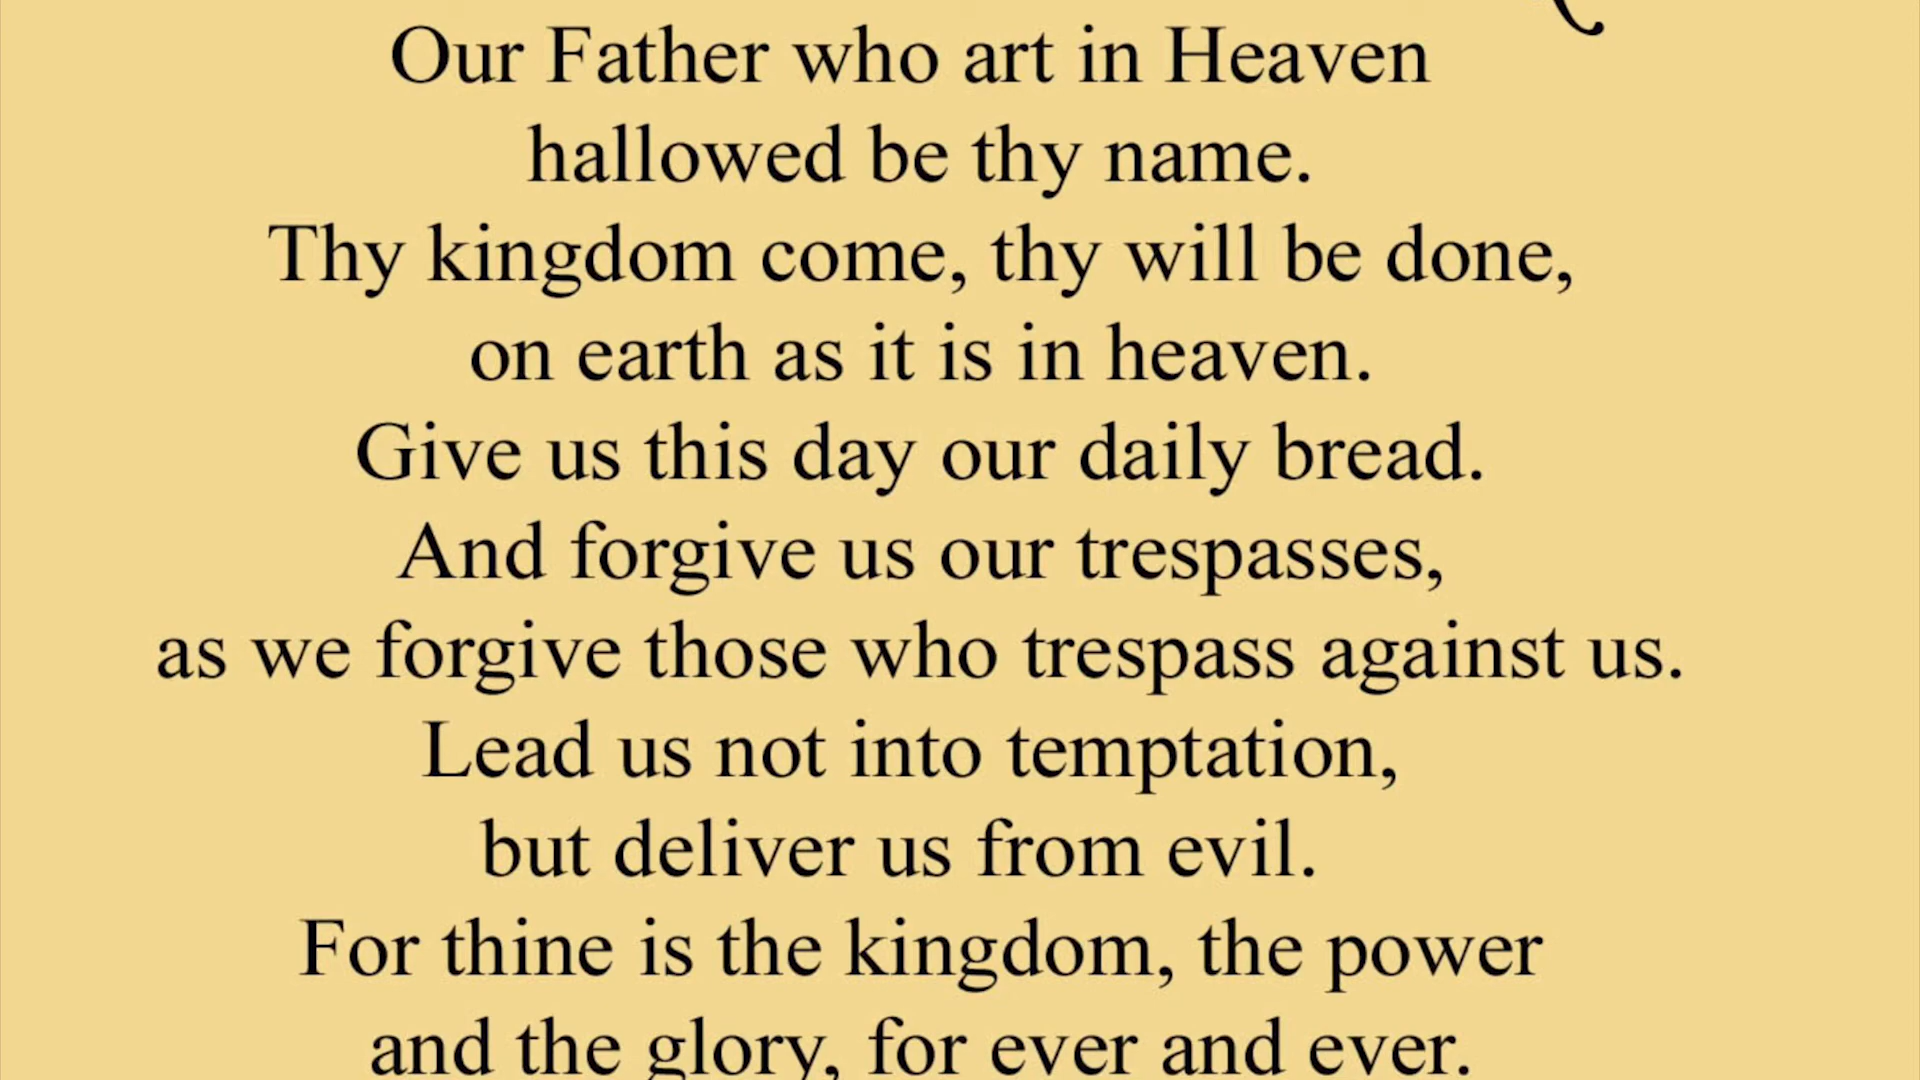 Our Father who art in Heaven
hallowed be thy name.
Thy kingdom come, thy will be done,
on earth as it is in heaven.
Give us this day our daily bread.
And forgive us our trespasses,
as we forgive those who trespass against us.
Lead us not into temptation,
but deliver us from evil.
For thine is the kingdom, the power
and the glory, for ever and ever.